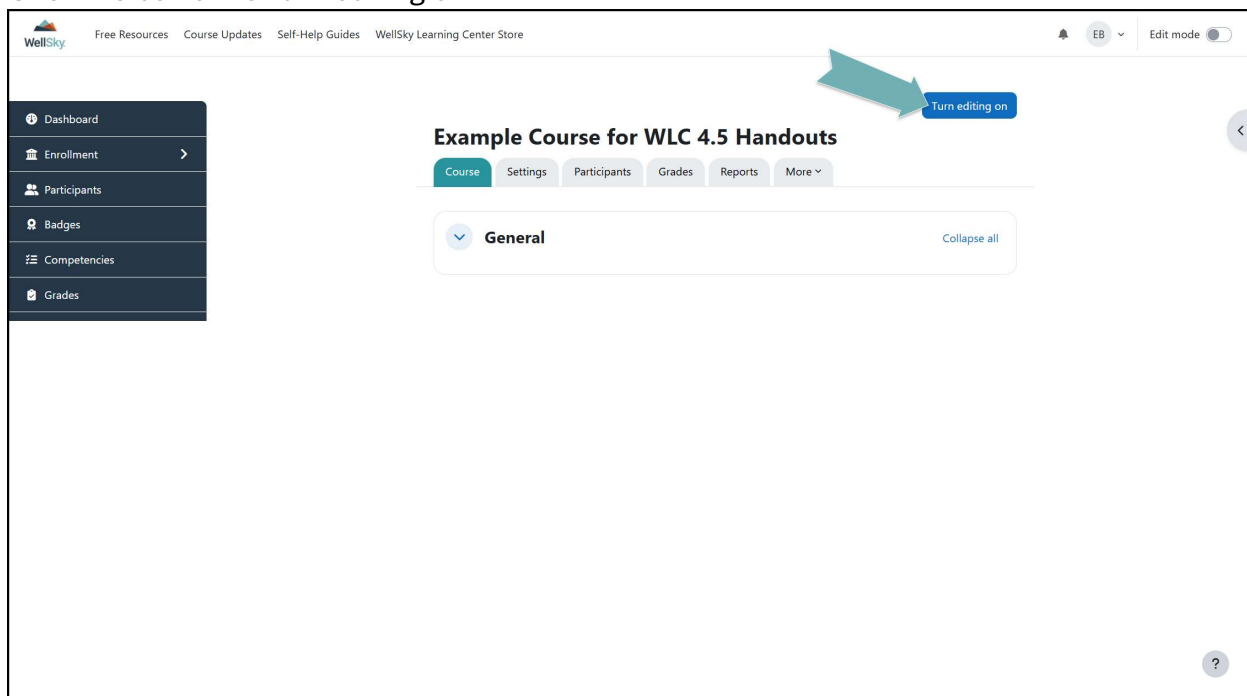 WellSky
Free Resources Course Updates Self-Help Guides WellSky Learning Center Store
EB
Edit mode
Turn editing on
Dashboard
Enrollment
Participants
Badges
Competencies
Grades
Example Course for WLC 4.5 Handouts
Course Settings Participants Grades Reports More
General
Collapse all
?